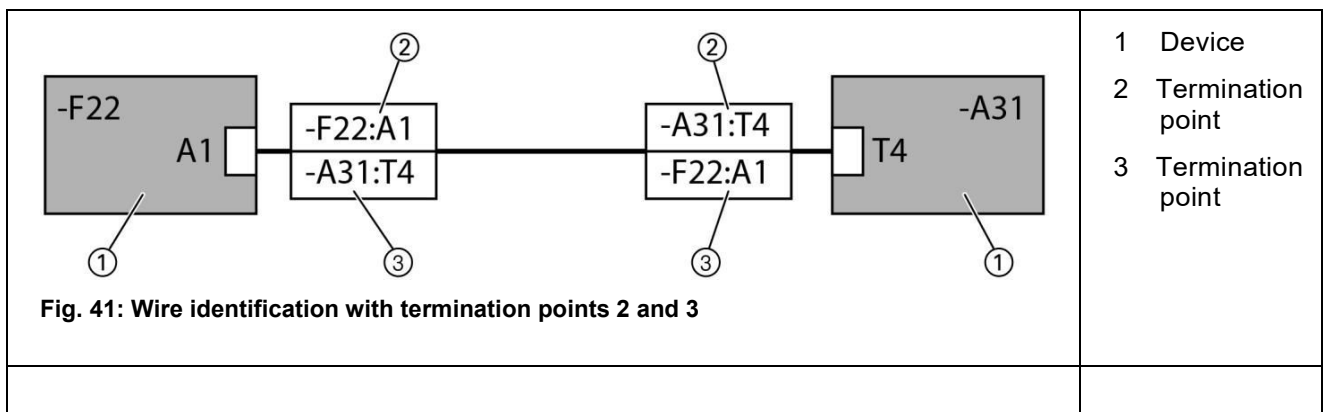 ② ②
-F22 -F22:A1 -A31:T4 -A31
A1 -A31:T4 -F22:A1 T4
① ③ ③ ①
Fig. 41: Wire identification with termination points 2 and 3
1 Device
2 Termination
point
3 Termination
point